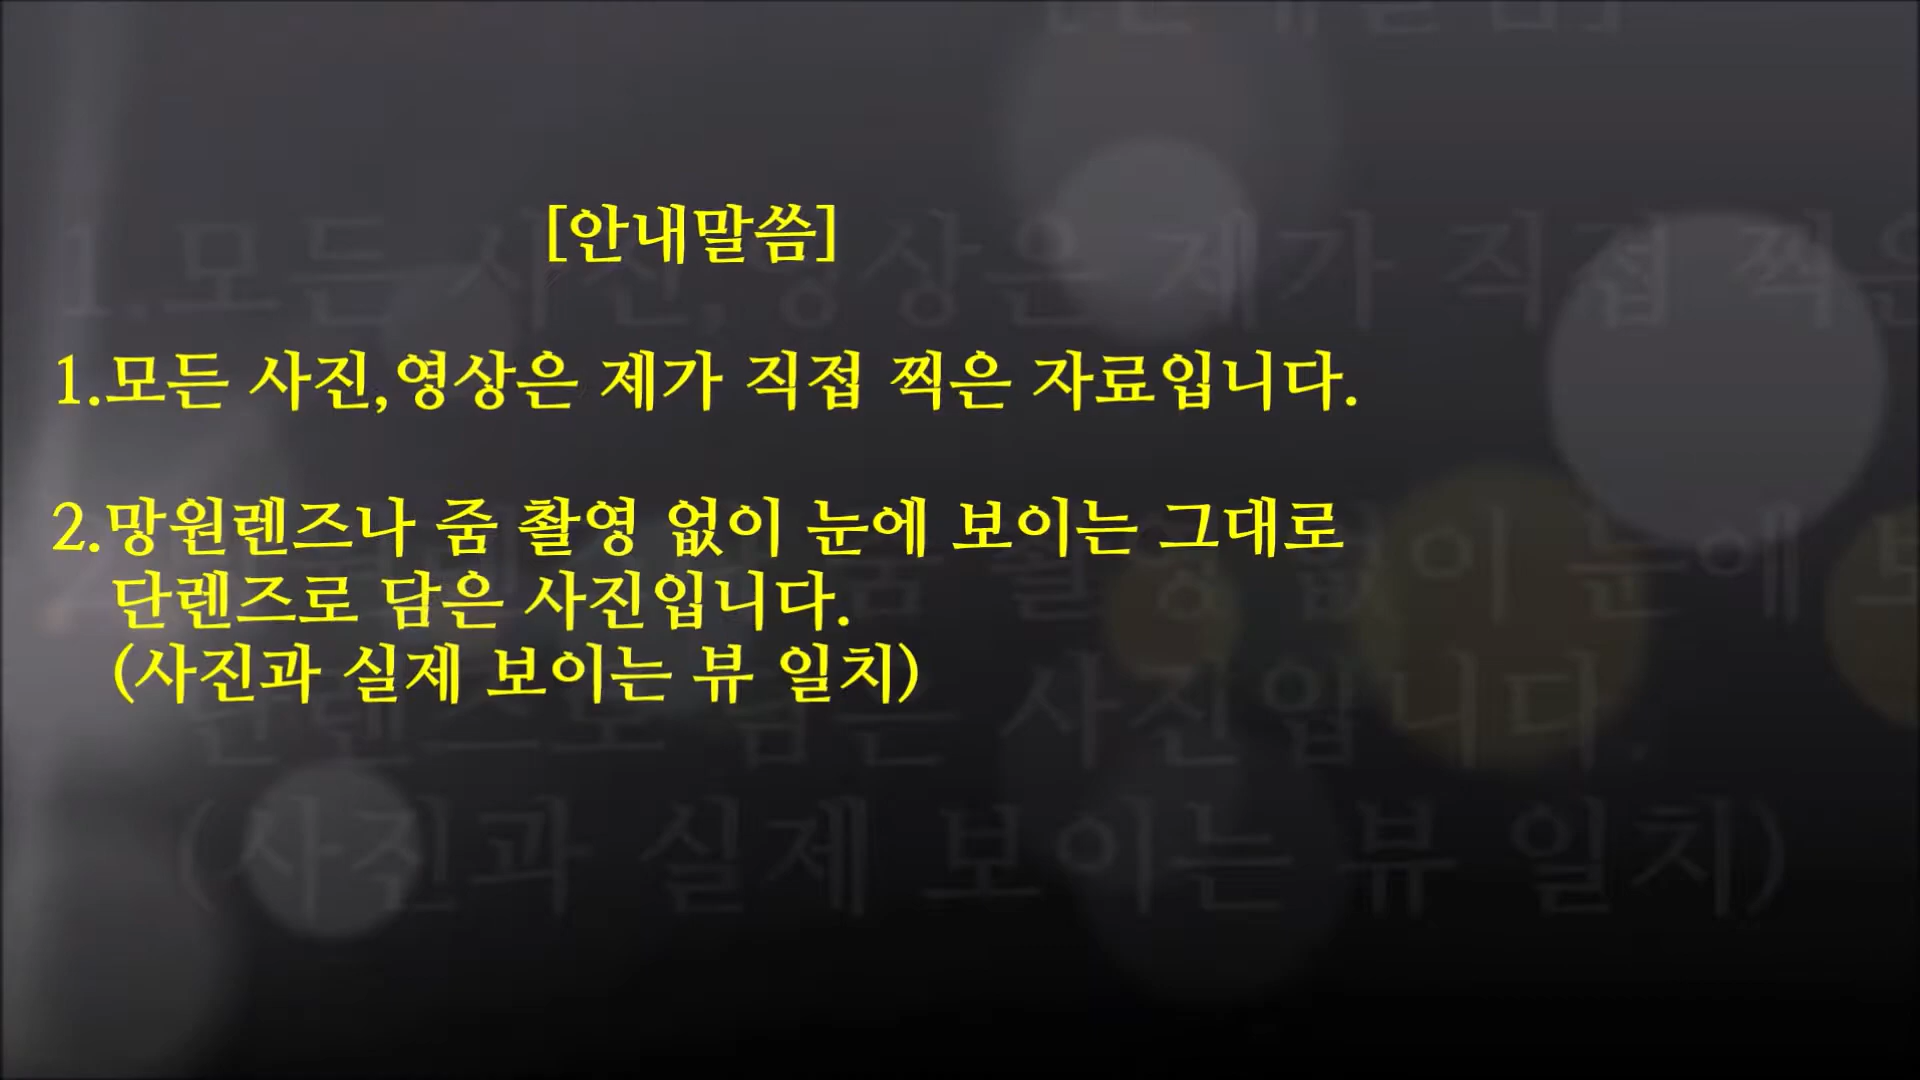 [안내말씀]
1.모든 사진,영상은 제가 직접 찍은 자료입니다.
2.망원렌즈나 줌 촬영 없이 눈에 보이는 그대로
단렌즈로 담은 사진입니다.
(사진과 실제 보이는 뷰 일치)